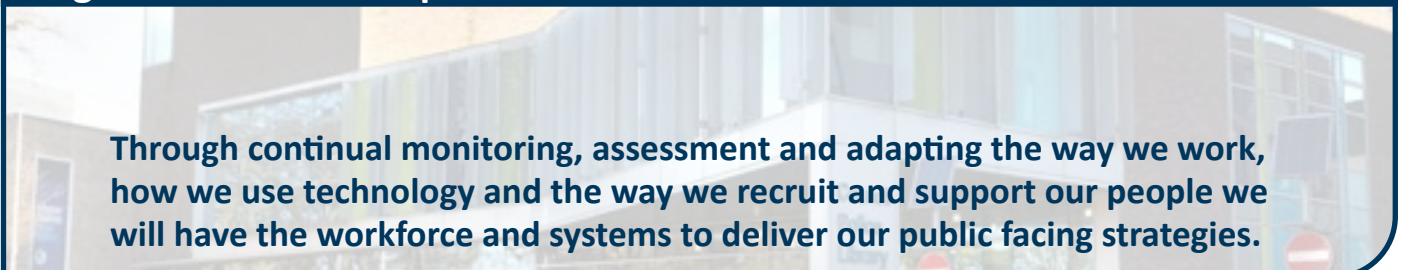 Through continual monitoring, assessment and adapting the way we work,
how we use technology and the way we recruit and support our people we
will have the workforce and systems to deliver our public facing strategies.